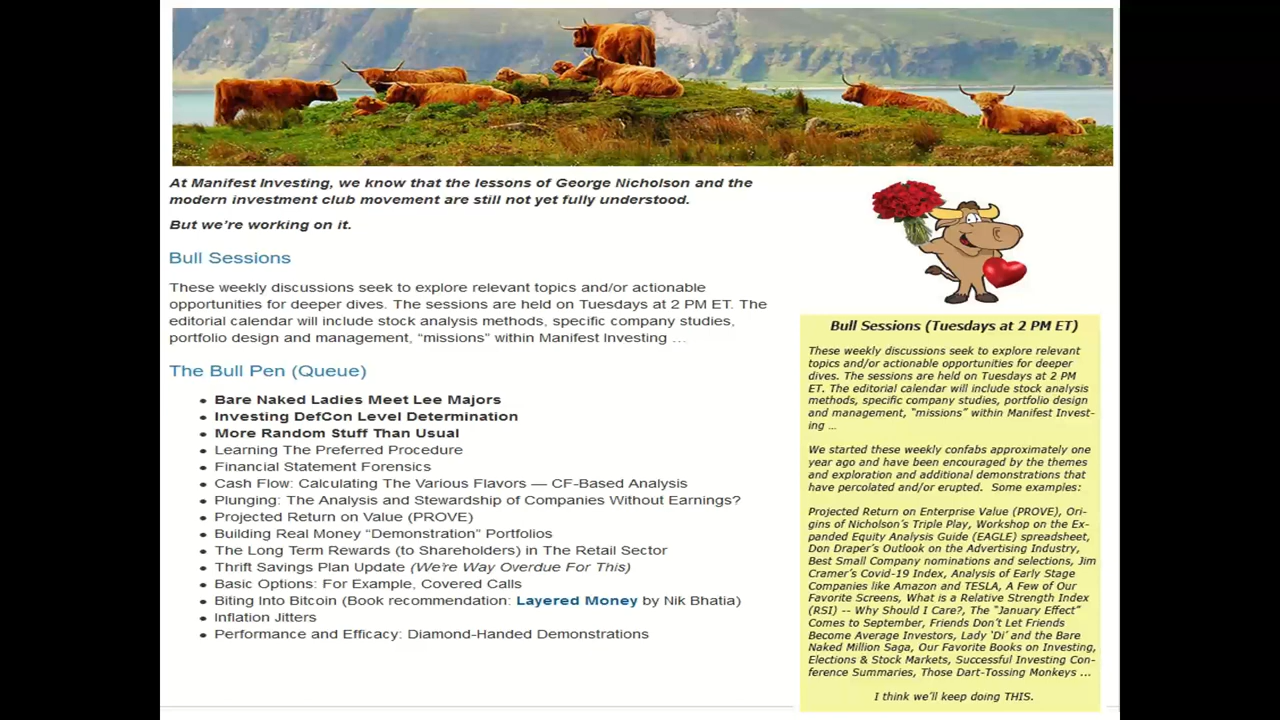 At Manifest Investing, we know that the lessons of George Nicholson and the
modern investment club movement are still not yet fully understood.
But we're working on it.
Bull Sessions
These weekly discussions seek to explore relevant topics and/or actionable
opportunities for deeper dives. The sessions are held on Tuesdays at 2 PM ET. The
editorial calendar will include stock analysis methods, specific company studies,
portfolio design and management, “missions” within Manifest Investing …
The Bull Pen (Queue)
• Bare Naked Ladies Meet Lee Majors
• Investing DefCon Level Determination
• More Random Stuff Than Usual
• Learning The Preferred Procedure
• Financial Statement Forensics
• Cash Flow: Calculating The Various Flavors — CF-Based Analysis
• Plunging: The Analysis and Stewardship of Companies Without Earnings?
• Projected Return on Value (PROVE)
• Building Real Money “Demonstration” Portfolios
• The Long Term Rewards (to Shareholders) in The Retail Sector
• Thrift Savings Plan Update (We're Way Overdue For This)
• Basic Options: For Example, Covered Calls
• Biting Into Bitcoin (Book recommendation: Layered Money by Nik Bhatia)
• Inflation Jitters
• Performance and Efficacy: Diamond-Handed Demonstrations
Bull Sessions (Tuesdays at 2 PM ET)
These weekly discussions seek to explore relevant
topics and/or actionable opportunities for deeper
dives. The sessions are held on Tuesdays at 2 PM
ET. The editorial calendar will include stock analysis
methods, specific company studies, portfolio design
and management, “missions” within Manifest Invest-
ing …
We started these weekly confabs approximately one
year ago and have been encouraged by the themes
and exploration and additional demonstrations that
have percolated and/or erupted. Some examples:
Projected Return on Enterprise Value (PROVE), Ori-
gins of Nicholson's Triple Play, Workshop on the Ex-
panded Equity Analysis Guide (EAGLE) spreadsheet,
Don Draper's Outlook on the Advertising Industry,
Best Small Company nominations and selections, Jim
Cramer's Covid-19 Index, Analysis of Early Stage
Companies like Amazon and TESLA, A Few of Our
Favorite Screens, What is a Relative Strength Index
(RSI) -- Why Should I Care?, The “January Effect”
Comes to September, Friends Don't Let Friends
Become Average Investors, Lady 'Di' and the Bare
Naked Million Saga, Our Favorite Books on Investing,
Elections & Stock Markets, Successful Investing Con-
ference Summaries, Those Dart-Tossing Monkeys ...
I think we'll keep doing THIS.